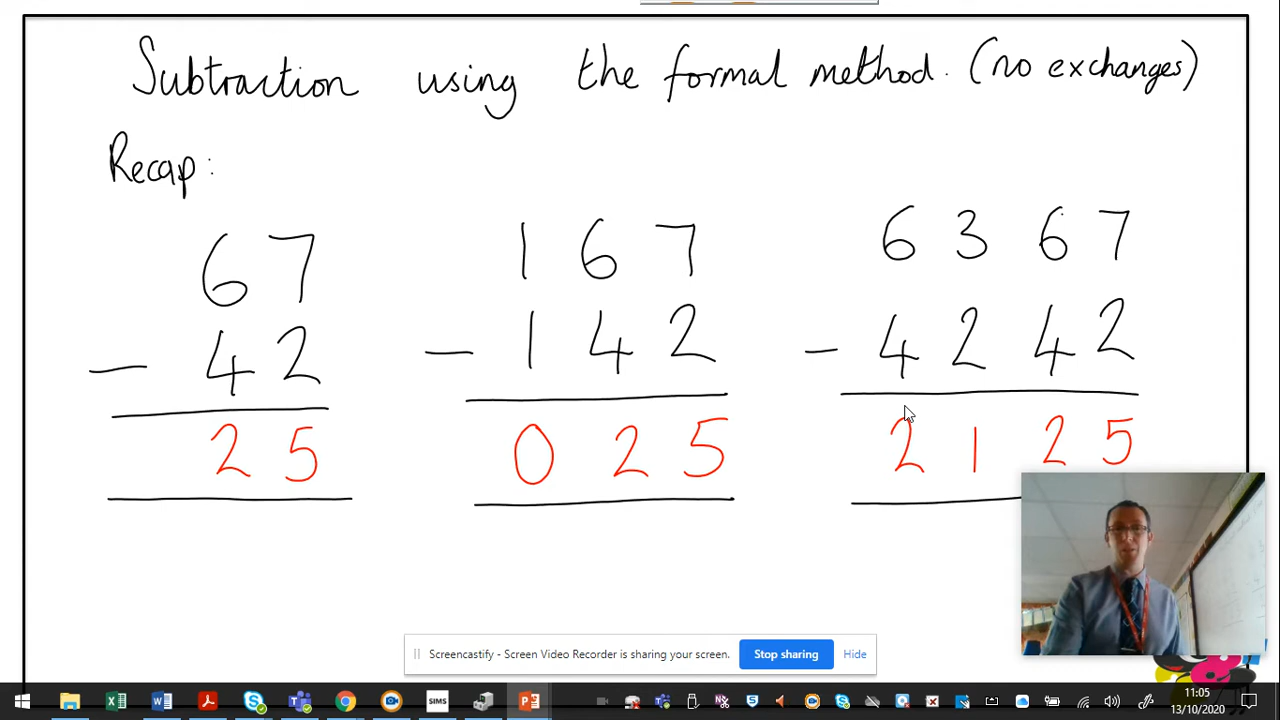 Subtraction using the formal method. (no exchanges)
Recap:
67
- 42
25
167
- 142
025
6367
- 4242
2125
Screencastify - Screen Video Recorder is sharing your screen.
Stop sharing
Hide
SIMS
11:05
13/10/2020